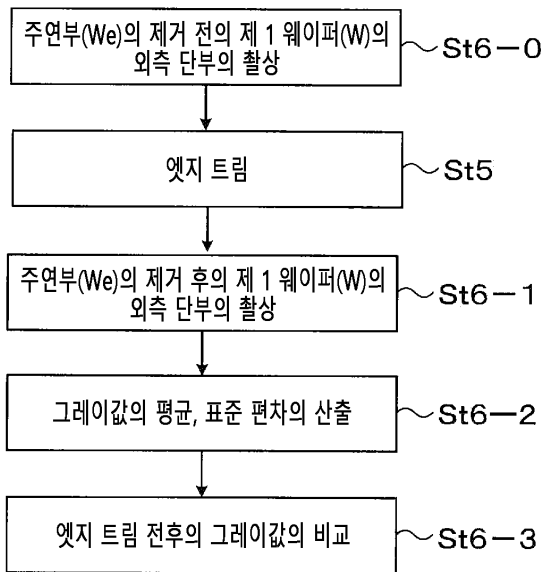 주연부(We)의 제거 전의 제 1 웨이퍼(W)의
외측 단부의 촬상
St6-0
엣지 트림
St5
주연부(We)의 제거 후의 제 1 웨이퍼(W)의
외측 단부의 촬상
St6-1
그레이값의 평균, 표준 편차의 산출
St6-2
엣지 트림 전후의 그레이값의 비교
St6-3